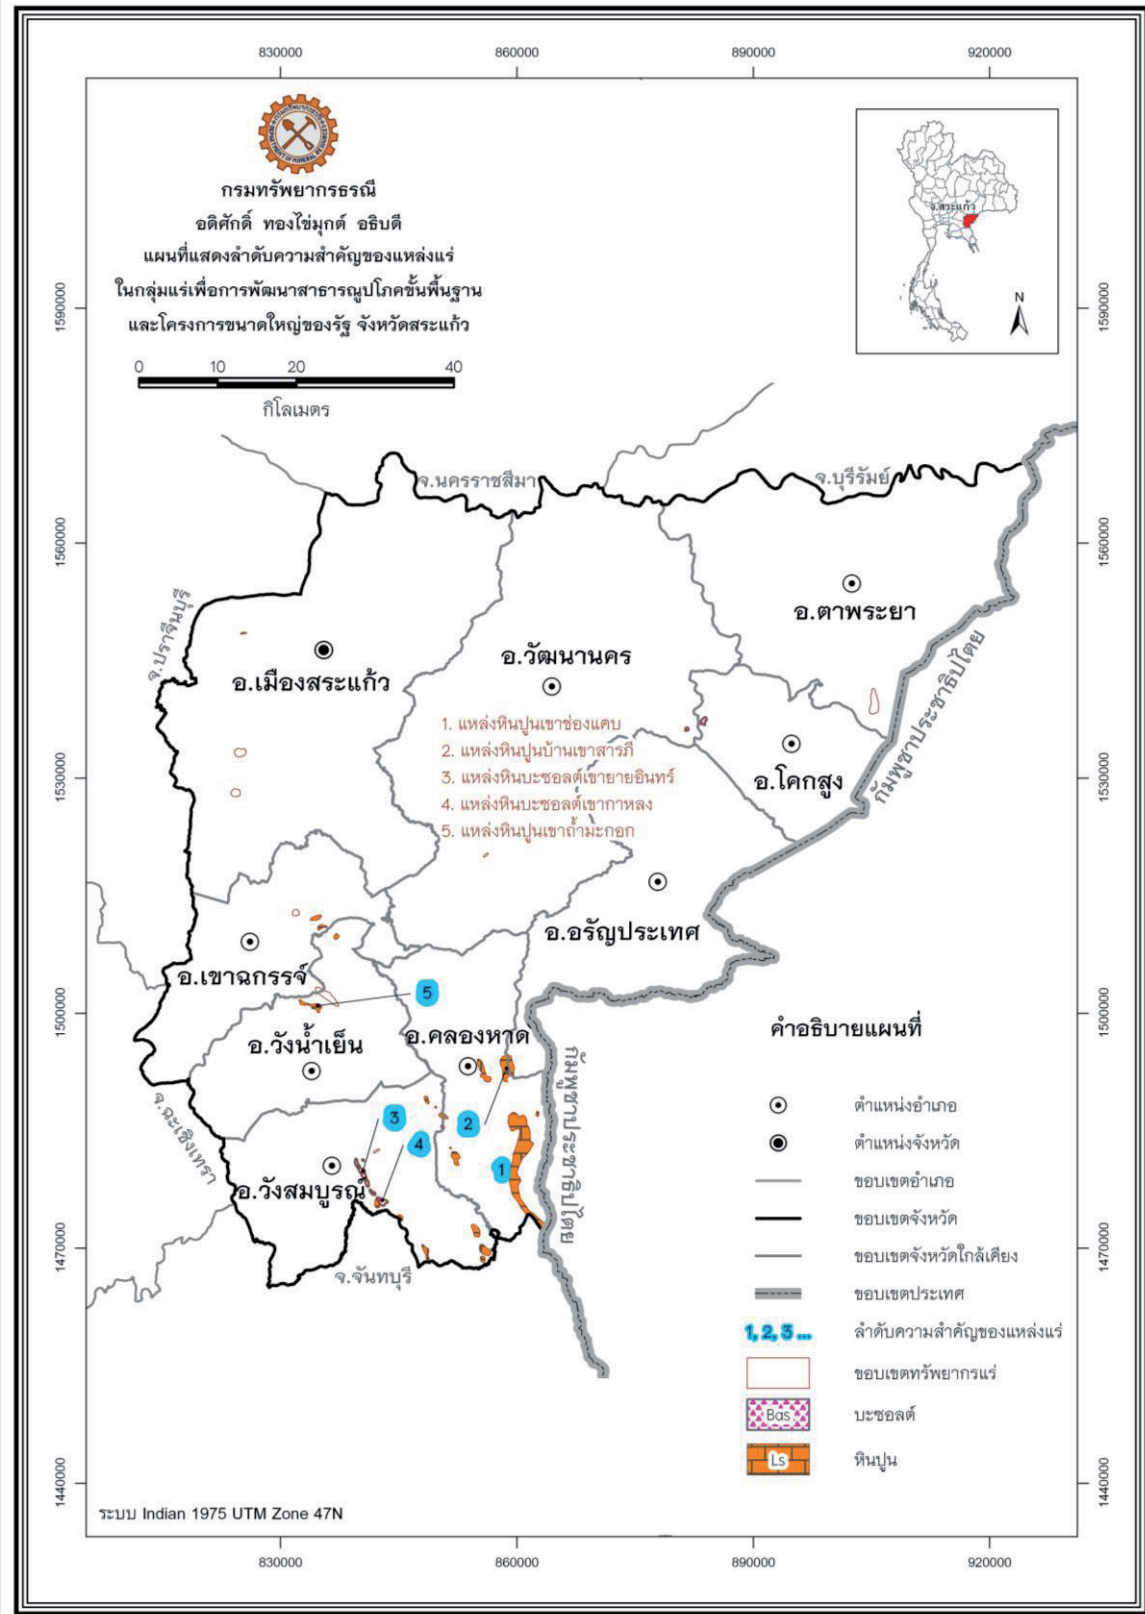 830000 860000 890000 920000
กรมทรัพยากรธรณี
อดิศักดิ์ ทองไข่มุกต์ อธิบดี
แผนที่แสดงลำดับความสำคัญของแหล่งแร่
ในกลุ่มแร่เพื่อการพัฒนาสาธารณูปโภคขั้นพื้นฐาน
และโครงการขนาดใหญ่ของรัฐ จังหวัดสระแก้ว
0 10 20 40
กิโลเมตร
จ.สระแก้ว
N
1590000 1590000
จ.นครราชสีมา จ.บุรีรัมย์
1560000 1560000
จ.ปราจีนบุรี
อ.ตาพระยา
อ.วัฒนานคร
อ.เมืองสระแก้ว
กัมพูชาประชาธิปไตย
1. แหล่งหินปูนเขาช่องแคบ
2. แหล่งหินปูนบ้านเขาสารภี
3. แหล่งหินบะซอลต์เขายายอินทร์
4. แหล่งหินบะซอลต์เขากาหลง
5. แหล่งหินปูนเขาถ้ำมะกอก
อ.โคกสูง
1530000 1530000
อ.อรัญประเทศ
อ.เขาฉกรรจ์
5
1500000 1500000
อ.วังน้ำเย็น
อ.คลองหาด
กัมพูชาประชาธิปไตย
จ.ฉะเชิงเทรา
3
2
4
1
อ.วังสมบูรณ์
จ.จันทบุรี
1470000 1470000
คำอธิบายแผนที่
ตำแหน่งอำเภอ
ตำแหน่งจังหวัด
ขอบเขตอำเภอ
ขอบเขตจังหวัด
ขอบเขตจังหวัดใกล้เคียง
ขอบเขตประเทศ
1, 2, 3 ... ลำดับความสำคัญของแหล่งแร่
ขอบเขตทรัพยากรแร่
Bas บะซอลต์
Ls หินปูน
1440000 1440000
ระบบ Indian 1975 UTM Zone 47N
830000 860000 890000 920000